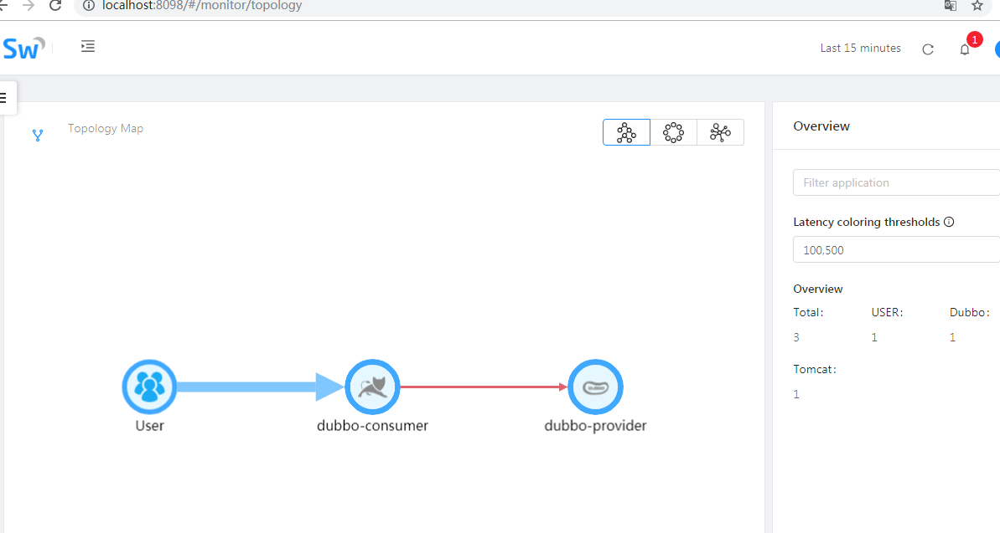 localhost:8098/#/monitor/topology
Sw
Last 15 minutes
1
Topology Map
Overview
Filter application
Latency coloring thresholds
100,500
Overview
Total: USER: Dubbo:
3 1 1
Tomcat:
1
DUBBO
User dubbo-consumer dubbo-provider